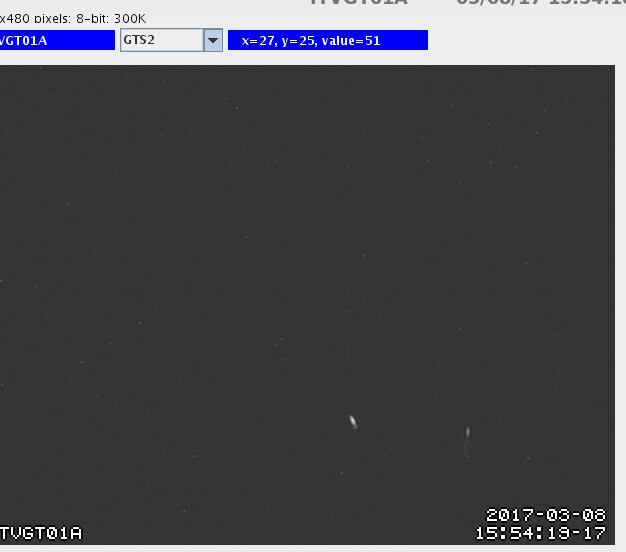 x480 pixels: 8-bit: 300K
VGT01A
GTS2
x=27, y=25, value=51
2017-03-08
TVGT01A
15:54:19-17